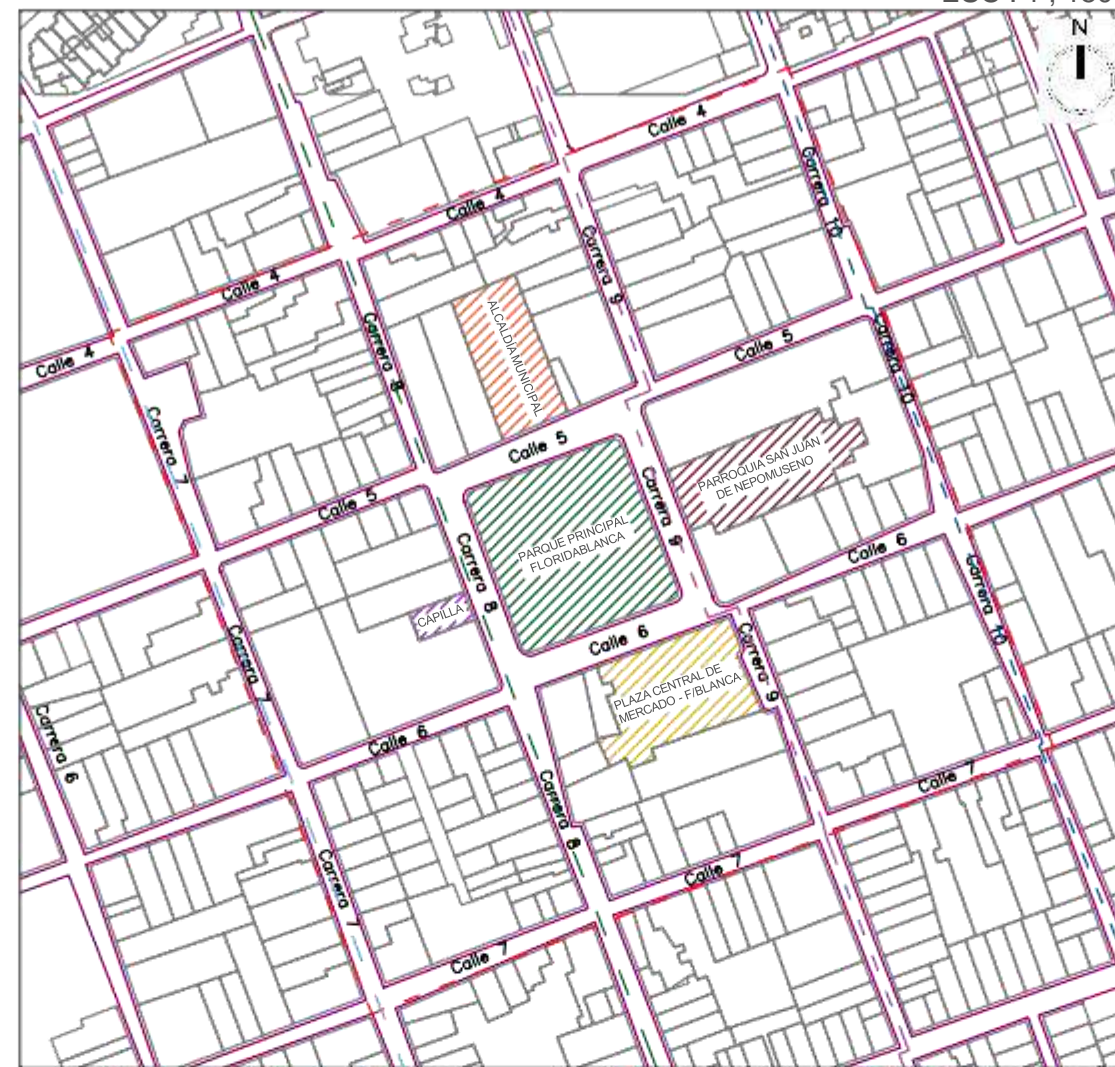 N
Calle 4
Calle 4
Calle 4
Calle 4
Carrera 10
Carrera 9
Carrera 8
Carrera 7
ALCALDÍA MUNICIPAL
Calle 5
Carrera 10
Calle 5
Calle 5
PARROQUIA SAN JUAN
DE NEPOMUSENO
Carrera 9
PARQUE PRINCIPAL
FLORIDABLANCA
Carrera 8
CAPILLA
Calle 6
Calle 6
Carrera 10
Carrera 7
Carrera 9
PLAZA CENTRAL DE
MERCADO - F/BLANCA
Carrera 6
Calle 6
Carrera 8
Calle 7
Calle 7
Carrera 7
Calle 7